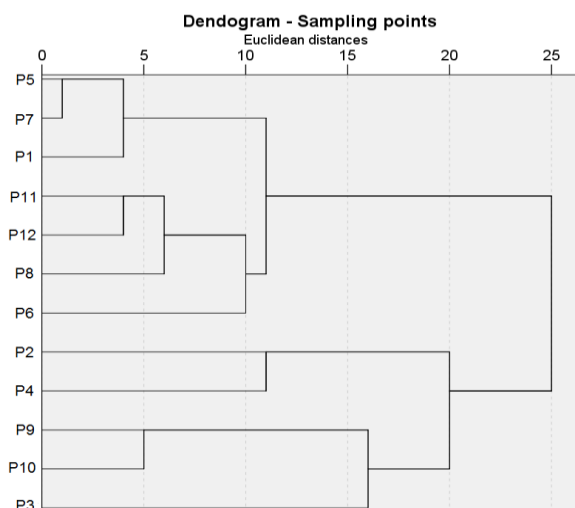 Dendogram - Sampling points
Euclidean distances
0 5 10 15 20 25
P5
P7
P1
P11
P12
P8
P6
P2
P4
P9
P10
P3